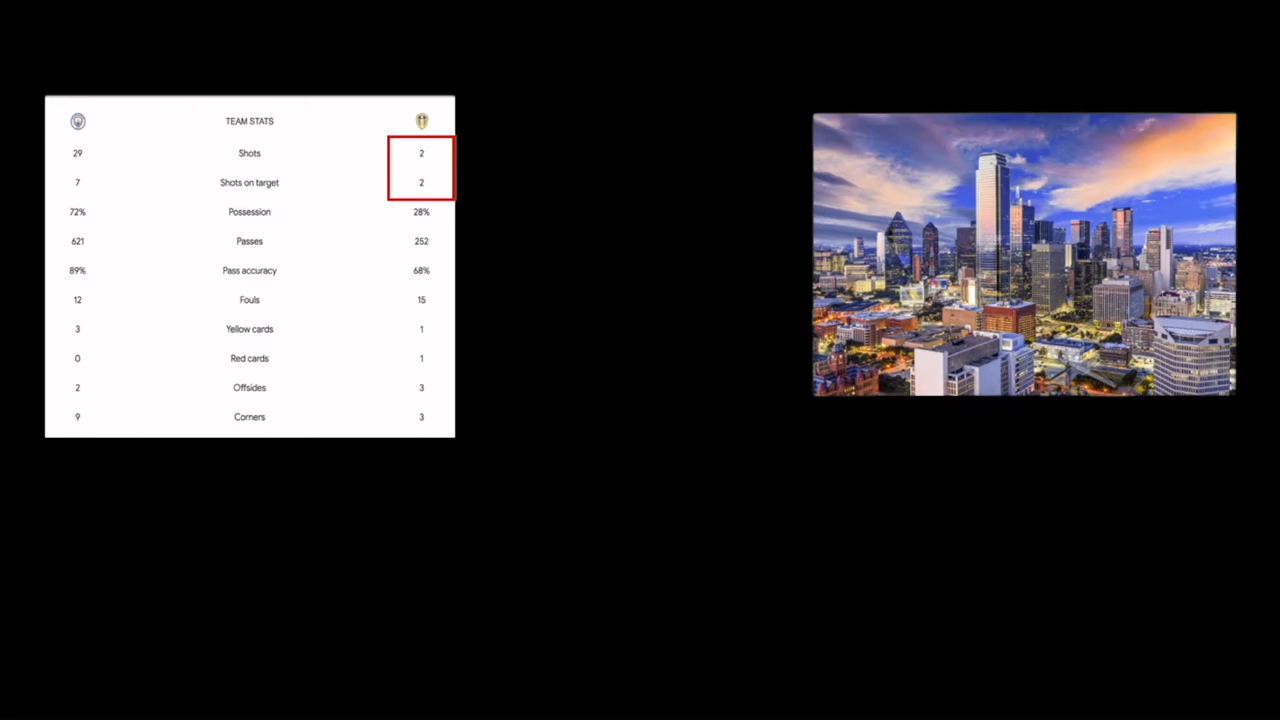 TEAM STATS
29 Shots 2
7 Shots on target 2
72% Possession 28%
621 Passes 252
89% Pass accuracy 68%
12 Fouls 15
3 Yellow cards 1
0 Red cards 1
2 Offsides 3
9 Corners 3